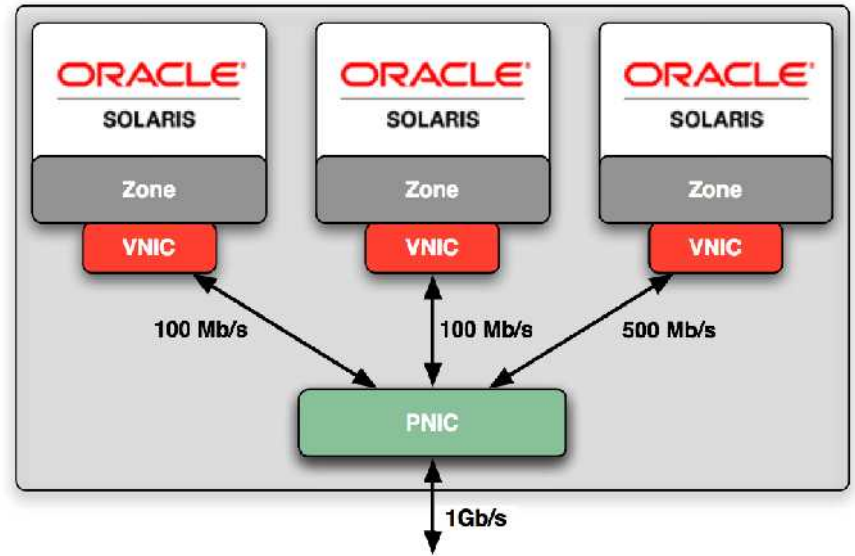 ORACLE® ORACLE® ORACLE®
SOLARIS SOLARIS SOLARIS
Zone Zone Zone
VNIC VNIC VNIC
100 Mb/s 100 Mb/s 500 Mb/s
PNIC
1Gb/s